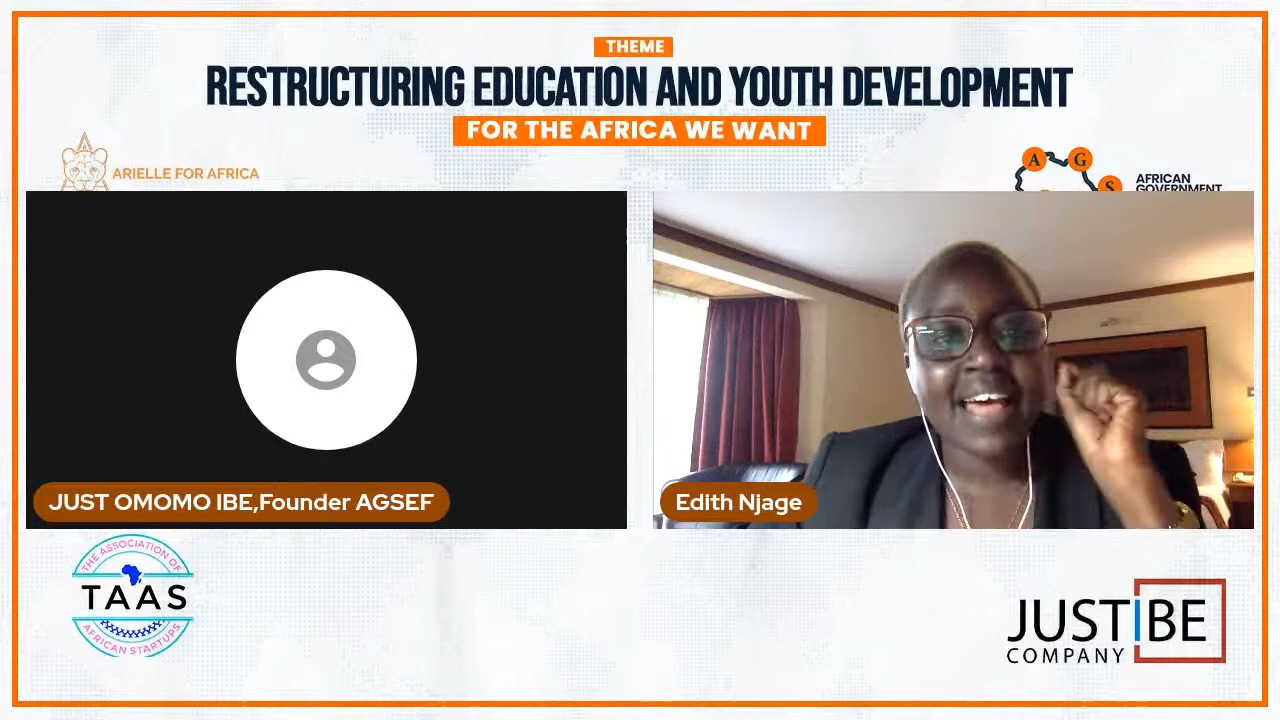 THEME
RESTRUCTURING EDUCATION AND YOUTH DEVELOPMENT
FOR THE AFRICA WE WANT
ARIELLE FOR AFRICA
A G
S
AFRICAN
GOVERNMENT
JUST OMOMO IBE,Founder AGSEF
Edith Njage
THE ASSOCIATION OF
TAAS
AFRICAN STARTUPS
JUSTIBE
COMPANY